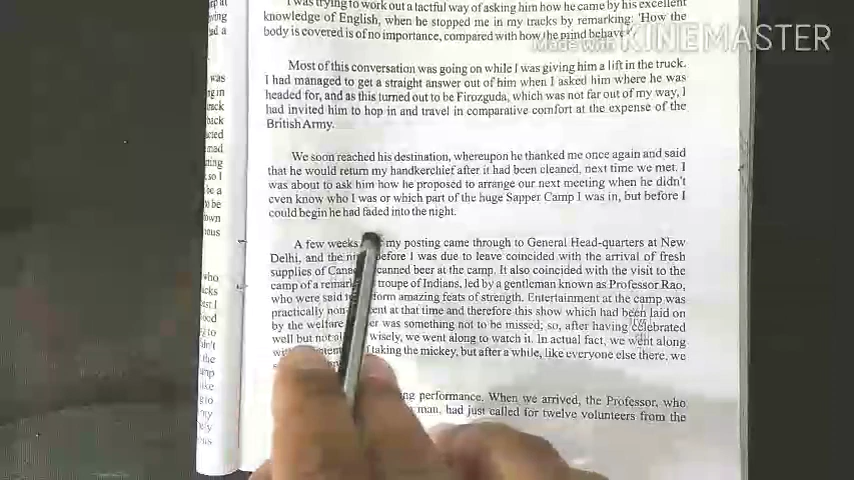 I was trying to work out a tactful way of asking him how he came by his excellent
knowledge of English, when he stopped me in my tracks by remarking: 'How the
body is covered is of no importance, compared with how the mind behave
Made with KINEMASTER
Most of this conversation was going on while I was giving him a lift in the truck.
I had managed to get a straight answer out of him when I asked him where he was
headed for, and as this turned out to be Firozguda, which was not far out of my way, I
had invited him to hop in and travel in comparative comfort at the expense of the
British Army.
We soon reached his destination, whereupon he thanked me once again and said
that he would return my handkerchief after it had been cleaned, next time we met. I
was about to ask him how he proposed to arrange our next meeting when he didn't
even know who I was or which part of the huge Sapper Camp I was in, but before I
could begin he had faded into the night.
A few weeks my posting came through to General Head-quarters at New
Delhi, and the before I was due to leave coincided with the arrival of fresh
supplies of canned beer at the camp. It also coincided with the visit to the
camp of a troupe of Indians, led by a gentleman known as Professor Rao,
who were said amazing feats of strength. Entertainment at the camp was
practically at that time and therefore this show which had been laid on
by the welfare was something not to be missed; so, after having celebrated
well but not wisely, we went along to watch it. In actual fact, we went along
taking the mickey, but after a while, like everyone else there, we
performance. When we arrived, the Professor, who
man, had just called for twelve volunteers from the